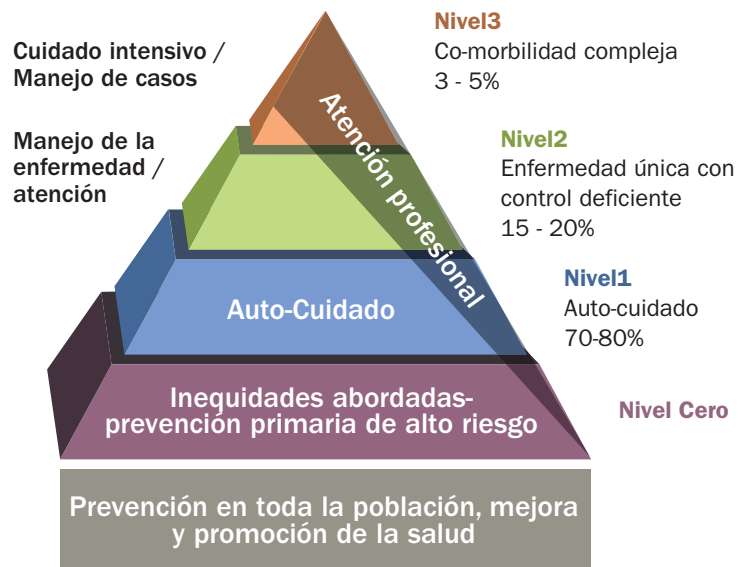 Cuidado intensivo /
Manejo de casos
Nivel3
Co-morbilidad compleja
3 - 5%
Manejo de la
enfermedad /
atención
Nivel2
Enfermedad única con
control deficiente
15 - 20%
Atención profesional
Nivel1
Auto-cuidado
70-80%
Auto-Cuidado
Inequidades abordadas-
prevención primaria de alto riesgo
Nivel Cero
Prevención en toda la población, mejora
y promoción de la salud